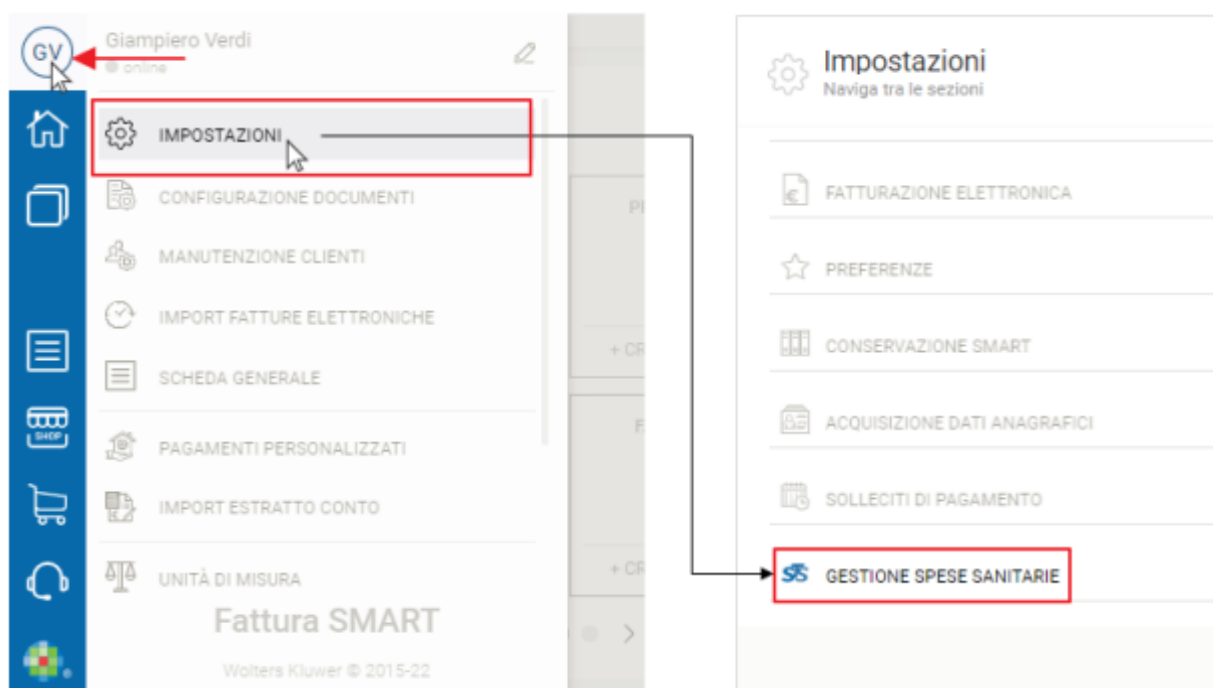 GV
Giampiero Verdi
online
IMPOSTAZIONI
CONFIGURAZIONE DOCUMENTI
MANUTENZIONE CLIENTI
IMPORT FATTURE ELETTRONICHE
SCHEDA GENERALE
SHOP
PAGAMENTI PERSONALIZZATI
IMPORT ESTRATTO CONTO
UNITÀ DI MISURA
Fattura SMART
Wolters Kluwer © 2015-22
+ CR
+ CR
Impostazioni
Naviga tra le sezioni
FATTURAZIONE ELETTRONICA
PREFERENZE
CONSERVAZIONE SMART
ACQUISIZIONE DATI ANAGRAFICI
SOLLECITI DI PAGAMENTO
GESTIONE SPESE SANITARIE